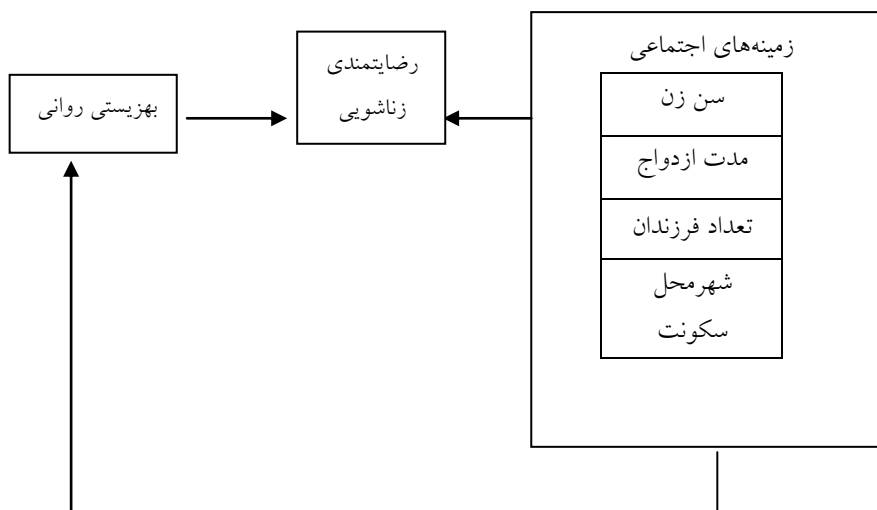 زمینه‌های اجتماعی
سن زن
مدت ازدواج
تعداد فرزندان
شهرمحل
سکونت
رضایتمندی
زناشویی
بهزیستی روانی